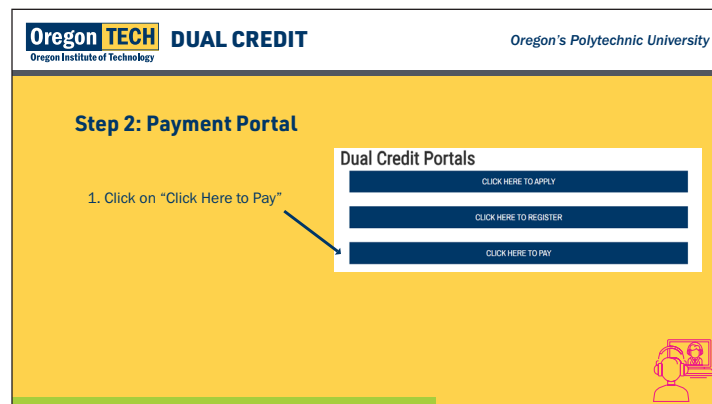 Oregon TECH
Oregon Institute of Technology
DUAL CREDIT
Oregon's Polytechnic University
Step 2: Payment Portal
1. Click on “Click Here to Pay”
Dual Credit Portals
CLICK HERE TO APPLY
CLICK HERE TO REGISTER
CLICK HERE TO PAY